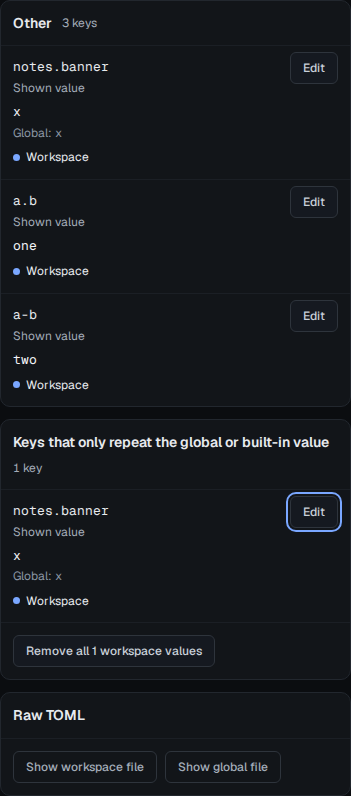 Other 3 keys
notes.banner Edit
Shown value
x
Global: x
Workspace
a.b Edit
Shown value
one
Workspace
a-b Edit
Shown value
two
Workspace
Keys that only repeat the global or built-in value
1 key
notes.banner Edit
Shown value
x
Global: x
Workspace
Remove all 1 workspace values
Raw TOML
Show workspace file Show global file